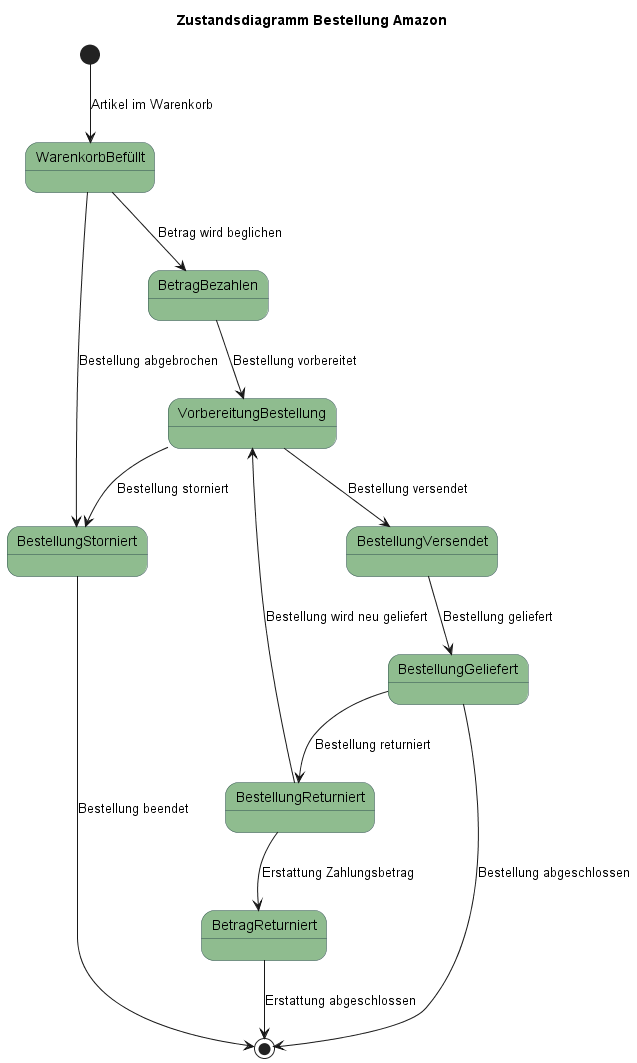 Zustandsdiagramm Bestellung Amazon
Artikel im Warenkorb
WarenkorbBefüllt
Betrag wird beglichen
BetragBezahlen
Bestellung abgebrochen
Bestellung vorbereitet
VorbereitungBestellung
Bestellung storniert
Bestellung versendet
BestellungStorniert
BestellungVersendet
Bestellung wird neu geliefert
Bestellung geliefert
BestellungGeliefert
Bestellung returniert
BestellungReturniert
Bestellung beendet
Erstattung Zahlungsbetrag
Bestellung abgeschlossen
BetragReturniert
Erstattung abgeschlossen